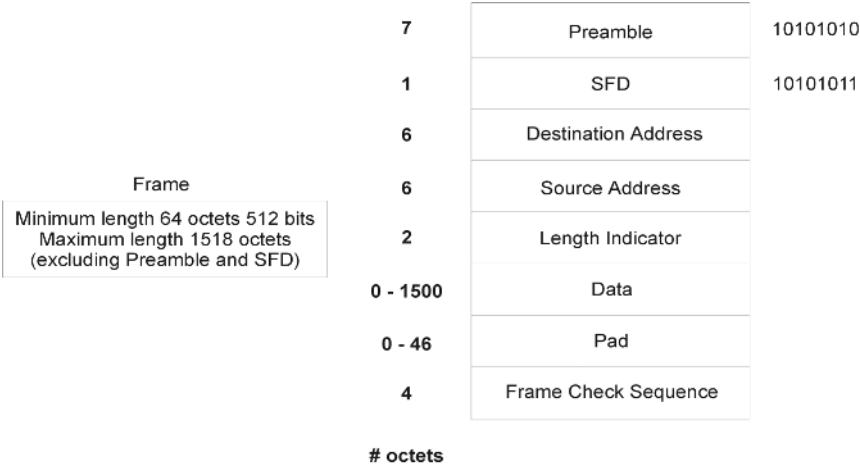 7 Preamble 10101010
1 SFD 10101011
6 Destination Address
Frame
6 Source Address
Minimum length 64 octets 512 bits
Maximum length 1518 octets
(excluding Preamble and SFD)
2 Length Indicator
0 - 1500 Data
0 - 46 Pad
4 Frame Check Sequence
# octets